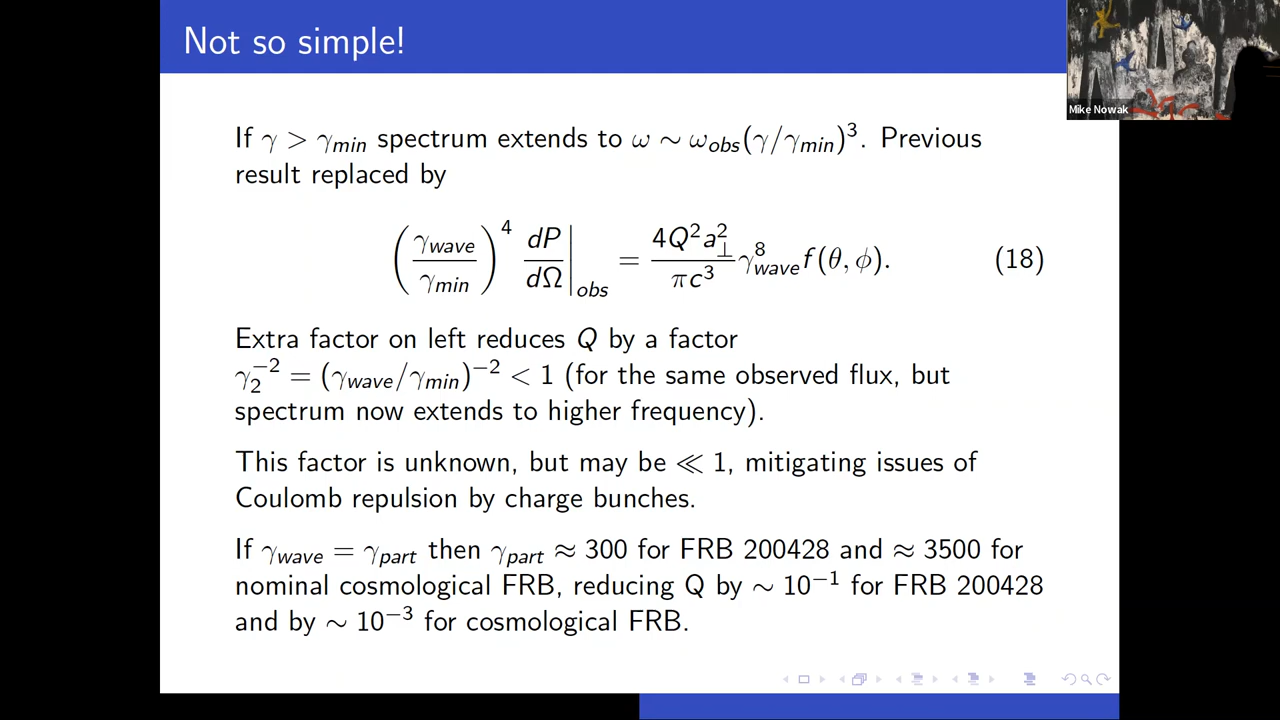 Not so simple!
Mike Nowak
If γ > γ_min spectrum extends to ω ∼ ω_obs(γ/γ_min)^3. Previous
result replaced by
(γ_wave/γ_min)^4 dP/dΩ|_obs = 4Q^2a_⊥^2/πc^3 γ_wave^8 f(θ, ϕ). (18)
Extra factor on left reduces Q by a factor
γ_2^−2 = (γ_wave/γ_min)^−2 < 1 (for the same observed flux, but
spectrum now extends to higher frequency).
This factor is unknown, but may be ≪ 1, mitigating issues of
Coulomb repulsion by charge bunches.
If γ_wave = γ_part then γ_part ≈ 300 for FRB 200428 and ≈ 3500 for
nominal cosmological FRB, reducing Q by ∼ 10^−1 for FRB 200428
and by ∼ 10^−3 for cosmological FRB.